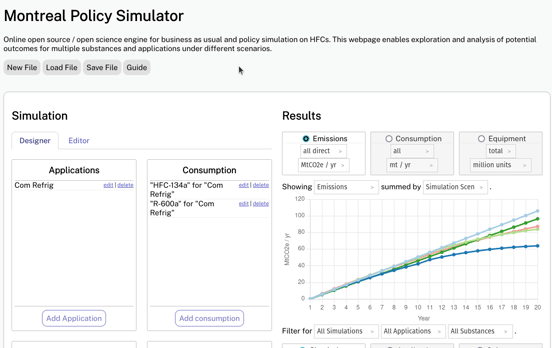 Montreal Policy Simulator
Online open source / open science engine for business as usual and policy simulation on HFCs. This webpage enables exploration and analysis of potential
outcomes for multiple substances and applications under different scenarios.
New File Load File Save File Guide
Simulation
Designer Editor
Applications
Com Refrig edit | delete
Add Application
Consumption
"HFC-134a" for "Com edit | delete
Refrig"
"R-600a" for "Com edit | delete
Refrig"
Add consumption
Results
Emissions
all direct
MtCO2e / yr
Consumption
all
mt / yr
Equipment
total
million units
Showing Emissions summed by Simulation Scen .
120
100
80
60
40
20
0
MtCO2e / yr
1 2 3 4 5 6 7 8 9 10 11 12 13 14 15 16 17 18 19 20
Year
Filter for All Simulations All Applications All Substances .